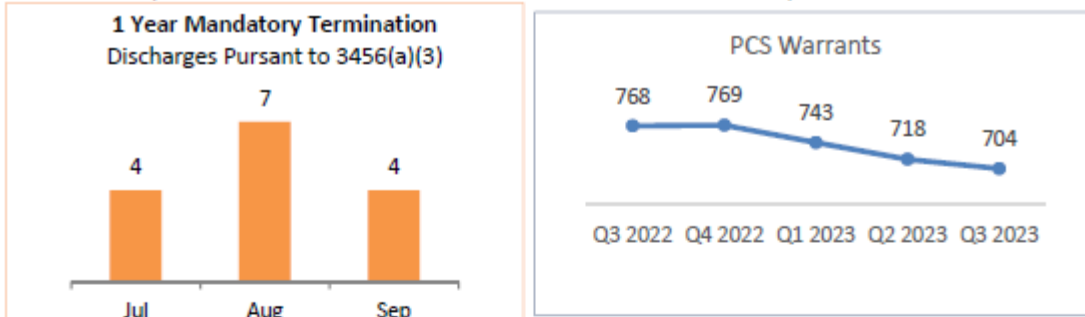 1 Year Mandatory Termination
Discharges Pursuant to 3456(a)(3)
7
4 4
Jul Aug Sep
PCS Warrants
768 769 743 718 704
Q3 2022 Q4 2022 Q1 2023 Q2 2023 Q3 2023